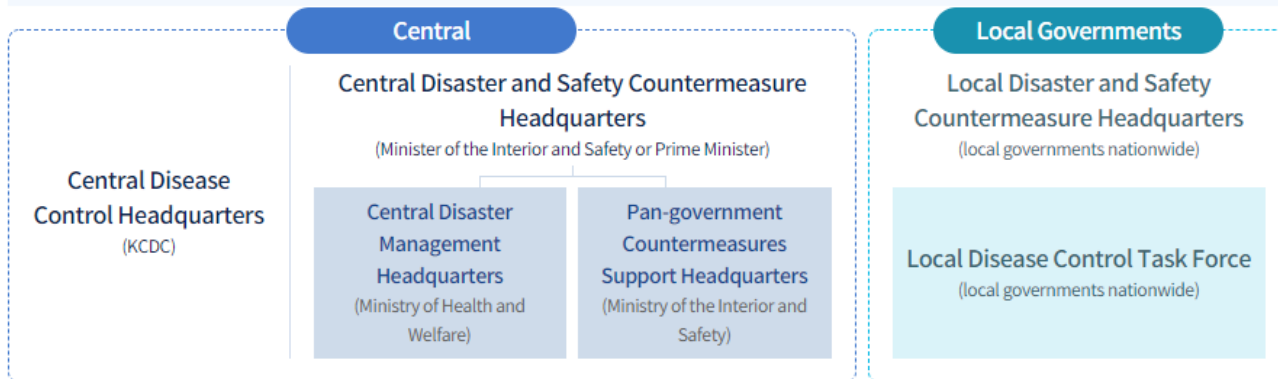 Central
Central Disease
Control Headquarters
(KCDC)
Central Disaster and Safety Countermeasure
Headquarters
(Minister of the Interior and Safety or Prime Minister)
Central Disaster
Management
Headquarters
(Ministry of Health and
Welfare)
Pan-government
Countermeasures
Support Headquarters
(Ministry of the Interior and
Safety)
Local Governments
Local Disaster and Safety
Countermeasure Headquarters
(local governments nationwide)
Local Disease Control Task Force
(local governments nationwide)